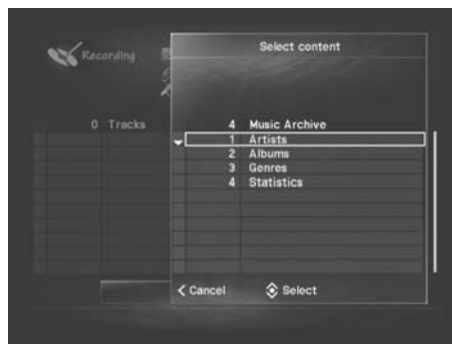 Recording
Select content
0 Tracks
4 Music Archive
1 Artists
2 Albums
3 Genres
4 Statistics
Cancel
Select